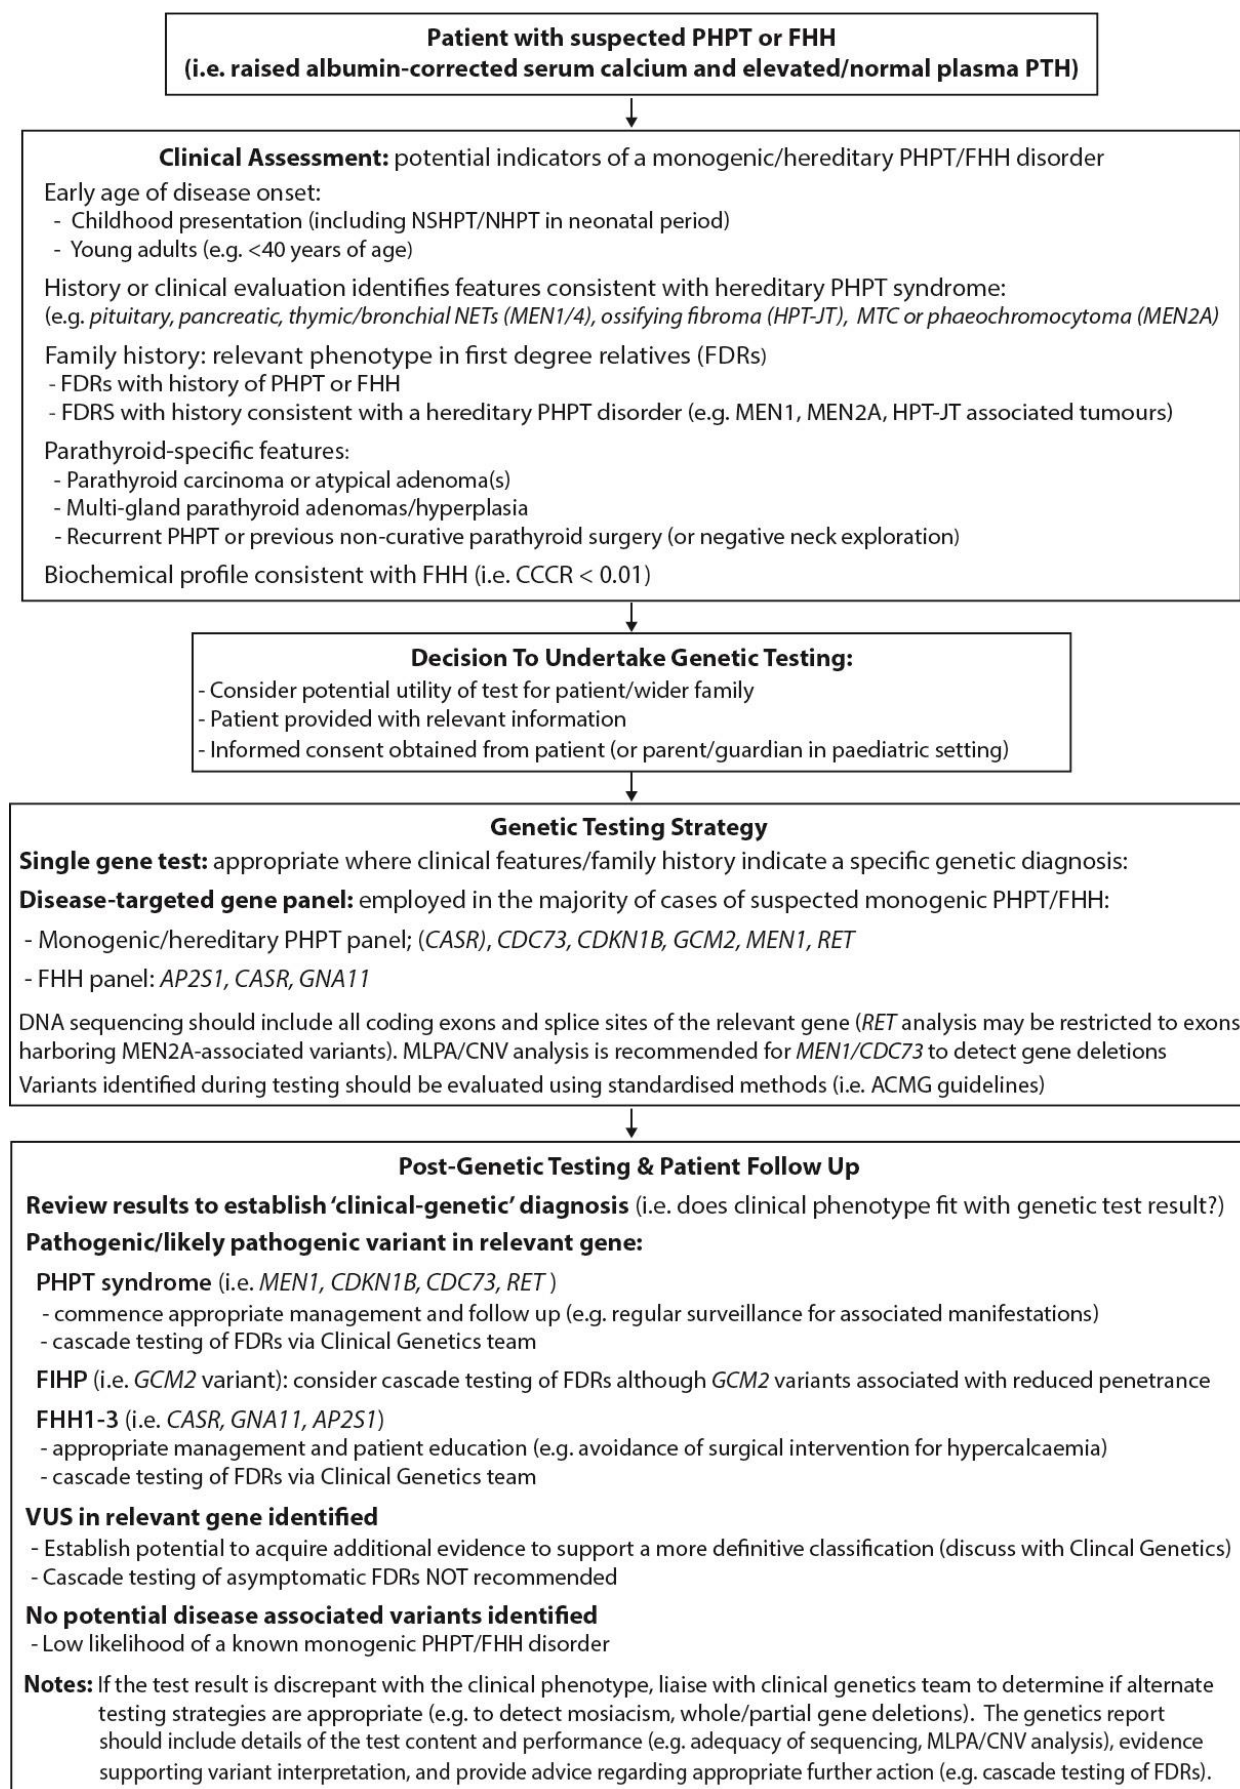 Patient with suspected PHPT or FHH
(i.e. raised albumin-corrected serum calcium and elevated/normal plasma PTH)
Clinical Assessment: potential indicators of a monogenic/hereditary PHPT/FHH disorder
Early age of disease onset:
- Childhood presentation (including NSHPT/NHPT in neonatal period)
- Young adults (e.g. <40 years of age)
History or clinical evaluation identifies features consistent with hereditary PHPT syndrome:
(e.g. pituitary, pancreatic, thymic/bronchial NETs (MEN1/4), ossifying fibroma (HPT-JT), MTC or phaeochromocytoma (MEN2A)
Family history: relevant phenotype in first degree relatives (FDRs)
- FDRs with history of PHPT or FHH
- FDRS with history consistent with a hereditary PHPT disorder (e.g. MEN1, MEN2A, HPT-JT associated tumours)
Parathyroid-specific features:
- Parathyroid carcinoma or atypical adenoma(s)
- Multi-gland parathyroid adenomas/hyperplasia
- Recurrent PHPT or previous non-curative parathyroid surgery (or negative neck exploration)
Biochemical profile consistent with FHH (i.e. CCCR < 0.01)
Decision To Undertake Genetic Testing:
- Consider potential utility of test for patient/wider family
- Patient provided with relevant information
- Informed consent obtained from patient (or parent/guardian in paediatric setting)
Genetic Testing Strategy
Single gene test: appropriate where clinical features/family history indicate a specific genetic diagnosis:
Disease-targeted gene panel: employed in the majority of cases of suspected monogenic PHPT/FHH:
- Monogenic/hereditary PHPT panel; (CASR), CDC73, CDKN1B, GCM2, MEN1, RET
- FHH panel: AP2S1, CASR, GNA11
DNA sequencing should include all coding exons and splice sites of the relevant gene (RET analysis may be restricted to exons
harboring MEN2A-associated variants). MLPA/CNV analysis is recommended for MEN1/CDC73 to detect gene deletions
Variants identified during testing should be evaluated using standardised methods (i.e. ACMG guidelines)
Post-Genetic Testing & Patient Follow Up
Review results to establish ‘clinical-genetic’ diagnosis (i.e. does clinical phenotype fit with genetic test result?)
Pathogenic/likely pathogenic variant in relevant gene:
PHPT syndrome (i.e. MEN1, CDKN1B, CDC73, RET )
- commence appropriate management and follow up (e.g. regular surveillance for associated manifestations)
- cascade testing of FDRs via Clinical Genetics team
FIHP (i.e. GCM2 variant): consider cascade testing of FDRs although GCM2 variants associated with reduced penetrance
FHH1-3 (i.e. CASR, GNA11, AP2S1)
- appropriate management and patient education (e.g. avoidance of surgical intervention for hypercalcaemia)
- cascade testing of FDRs via Clinical Genetics team
VUS in relevant gene identified
- Establish potential to acquire additional evidence to support a more definitive classification (discuss with Clincal Genetics)
- Cascade testing of asymptomatic FDRs NOT recommended
No potential disease associated variants identified
- Low likelihood of a known monogenic PHPT/FHH disorder
Notes: If the test result is discrepant with the clinical phenotype, liaise with clinical genetics team to determine if alternate
testing strategies are appropriate (e.g. to detect mosiacism, whole/partial gene deletions). The genetics report
should include details of the test content and performance (e.g. adequacy of sequencing, MLPA/CNV analysis), evidence
supporting variant interpretation, and provide advice regarding appropriate further action (e.g. cascade testing of FDRs).